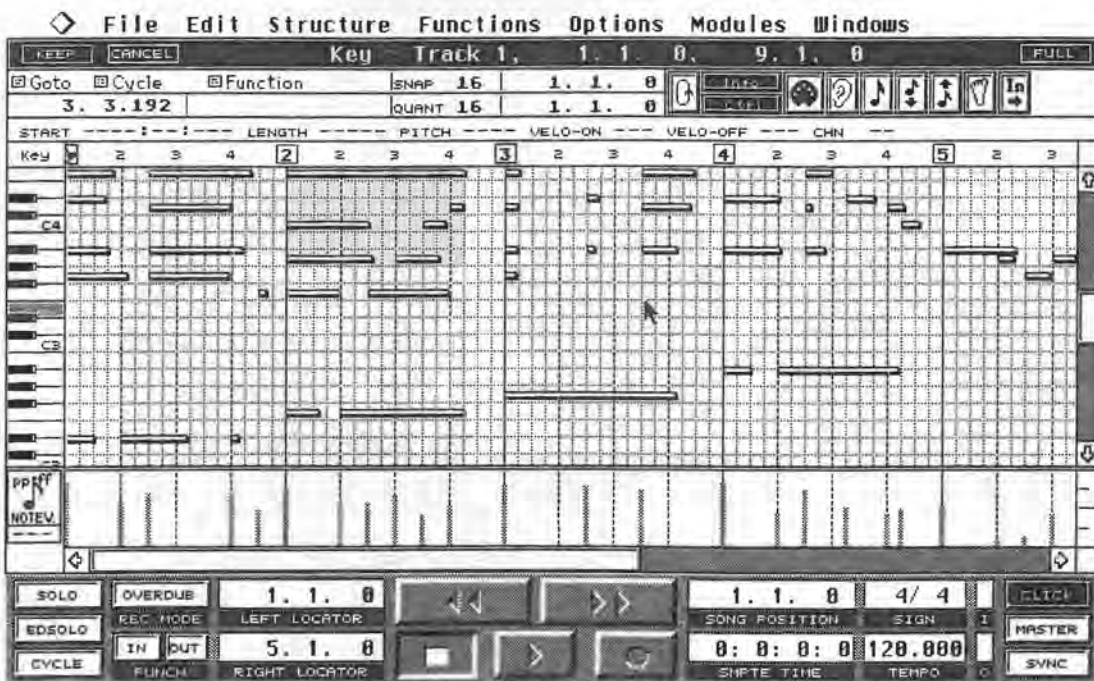 File Edit Structure Functions Options Modules Windows
KEEP CANCEL Key Track 1, 1. 1. 0, 9. 1. 0 FULL
Goto Cycle Function SNAP 16 1. 1. 0 Info
3. 3.192 QUANT 16 1. 1. 0 In
START ----:--:--- LENGTH ----- PITCH ---- VELO-ON --- VELO-OFF --- CHN --
Key 2 3 4 2 2 3 4 3 2 3 4 4 2 3 4 5 2 3
C4
C3
PP ff
NOTEV.
----
SOLO OVERDUB 1. 1. 0 1. 1. 0 4/ 4 CLICK
REC MODE LEFT LOCATOR SONG POSITION SIGN I
EDSOLO MASTER
IN OUT 5. 1. 0 0: 0: 0: 0 120.000
CYCLE PUNCH RIGHT LOCATOR SMPTE TIME TEMPO O SYNC